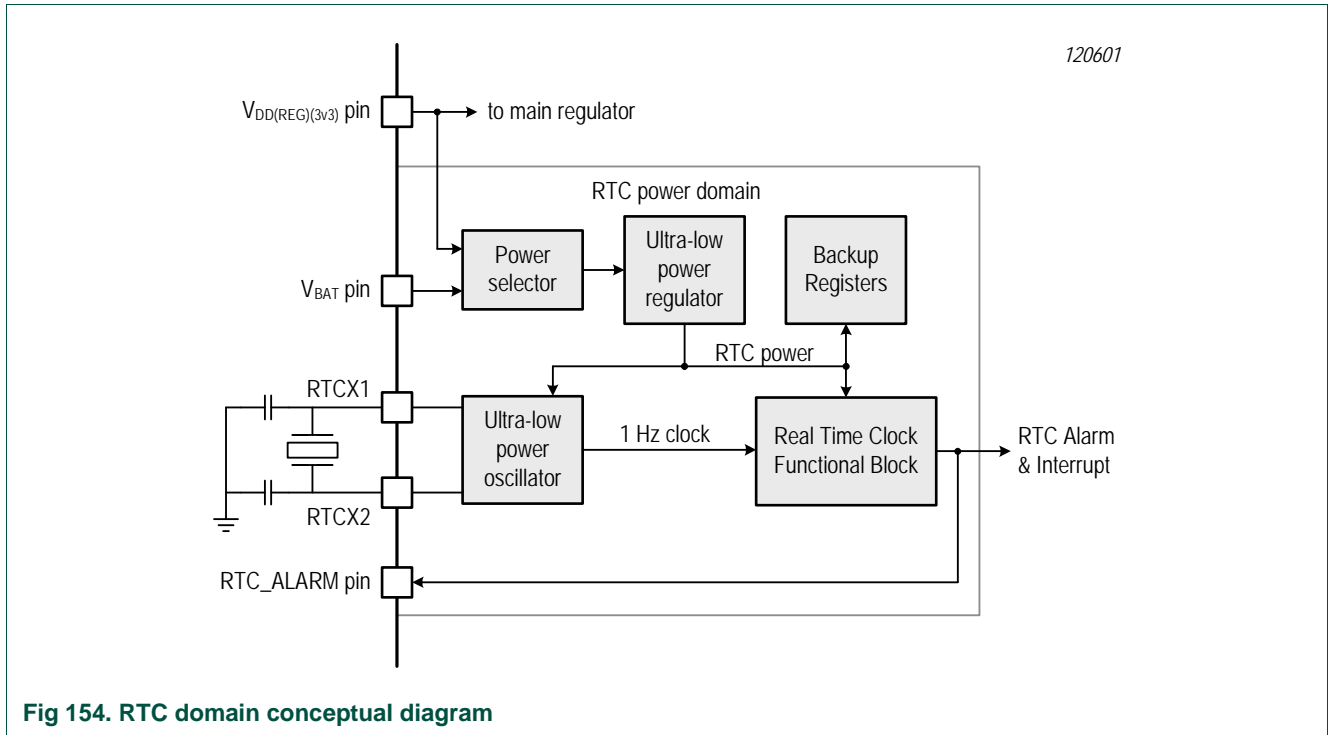 120601
V_DD(REG)(3v3) pin
to main regulator
RTC power domain
Power
selector
Ultra-low
power
regulator
Backup
Registers
V_BAT pin
RTC power
RTCX1
Ultra-low
power
oscillator
1 Hz clock
Real Time Clock
Functional Block
RTC Alarm
& Interrupt
RTCX2
RTC_ALARM pin
Fig 154. RTC domain conceptual diagram